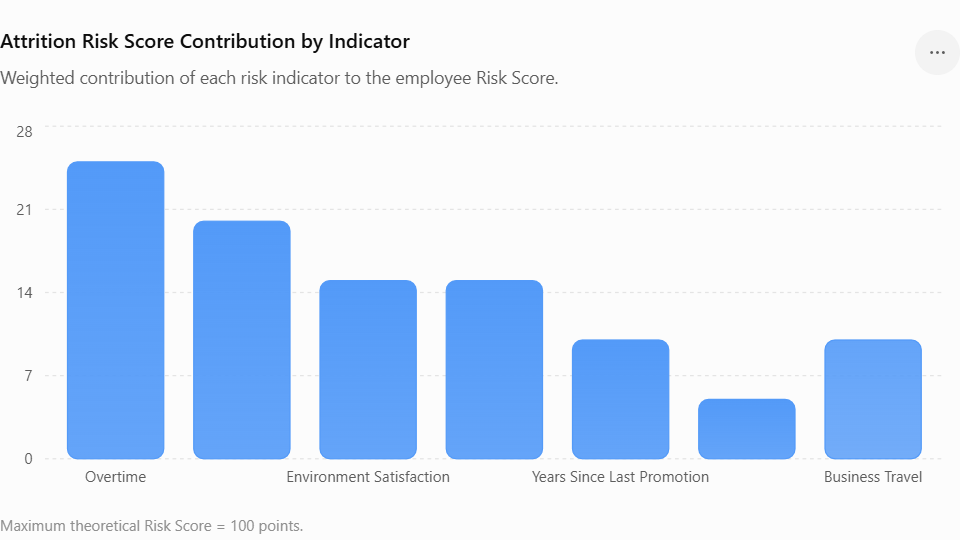 Attrition Risk Score Contribution by Indicator
Weighted contribution of each risk indicator to the employee Risk Score.
28
21
14
7
0
Overtime
Environment Satisfaction
Years Since Last Promotion
Business Travel
Maximum theoretical Risk Score = 100 points.